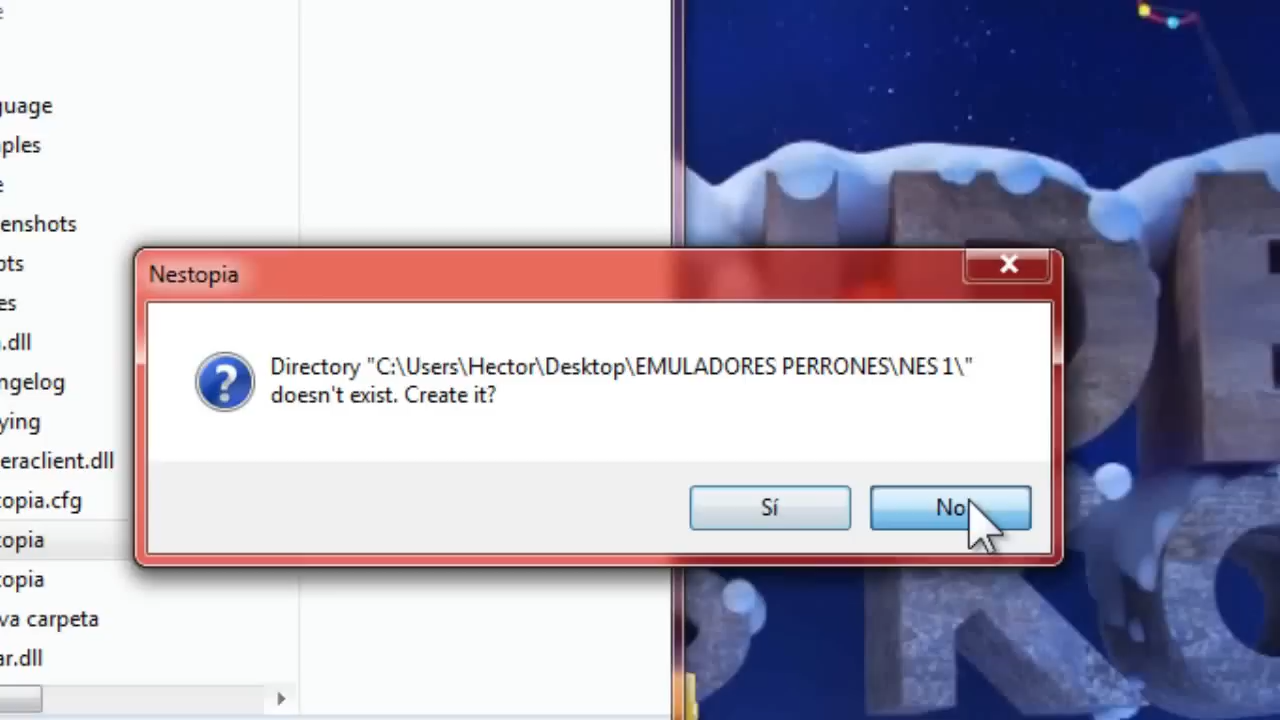 guage
ples
e
enshots
pts
es
.dll
ngelog
ying
eraclient.dll
topia.cfg
topia
topia
va carpeta
ar.dll
Nestopia
Directory "C:\Users\Hector\Desktop\EMULADORES PERRONES\NES 1\"
doesn't exist. Create it?
Sí
No